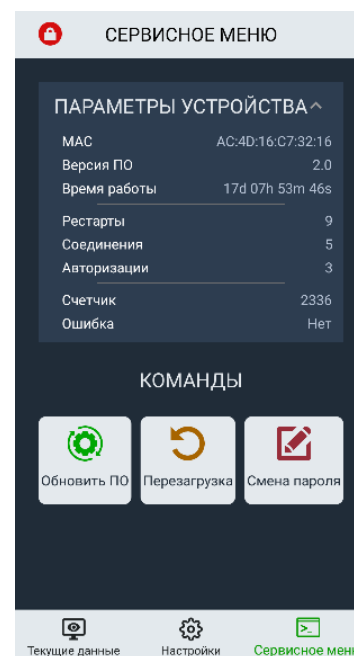 СЕРВИСНОЕ МЕНЮ
ПАРАМЕТРЫ УСТРОЙСТВА
MAC AC:4D:16:C7:32:16
Версия ПО 2.0
Время работы 17d 07h 53m 46s
Рестарты 9
Соединения 5
Авторизации 3
Счетчик 2336
Ошибка Нет
КОМАНДЫ
Обновить ПО Перезагрузка Смена пароля
Текущие данные Настройки Сервисное мен